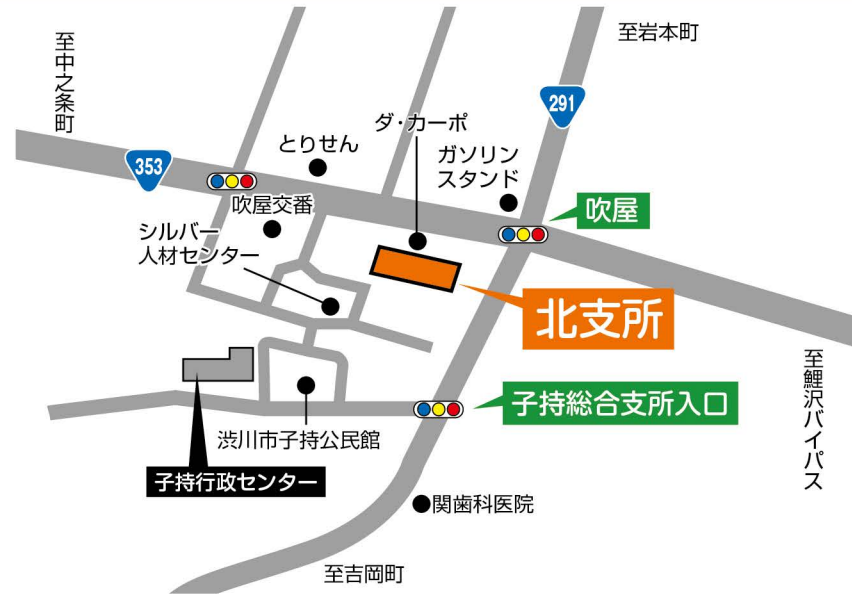 至中之条町
至岩本町
291
ダ・カーポ
とりせん
ガソリン
スタンド
353
吹屋交番
吹屋
シルバー
人材センター
北支所
至鯉沢バイパス
子持総合支所入口
渋川市子持公民館
子持行政センター
関歯科医院
至吉岡町